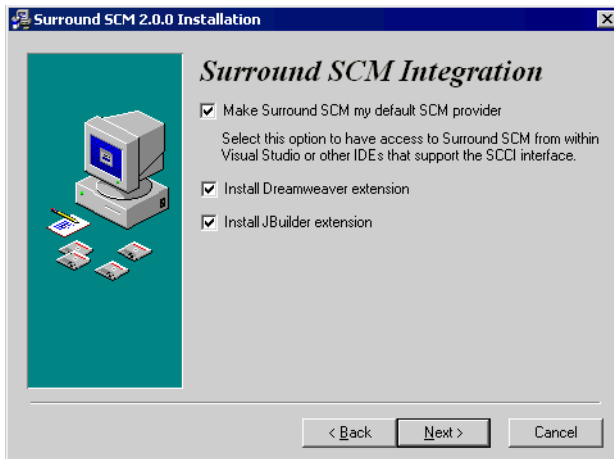 Surround SCM 2.0.0 Installation
Surround SCM Integration
Make Surround SCM my default SCM provider
Select this option to have access to Surround SCM from within
Visual Studio or other IDEs that support the SCCI interface.
Install Dreamweaver extension
Install JBuilder extension
< Back
Next >
Cancel